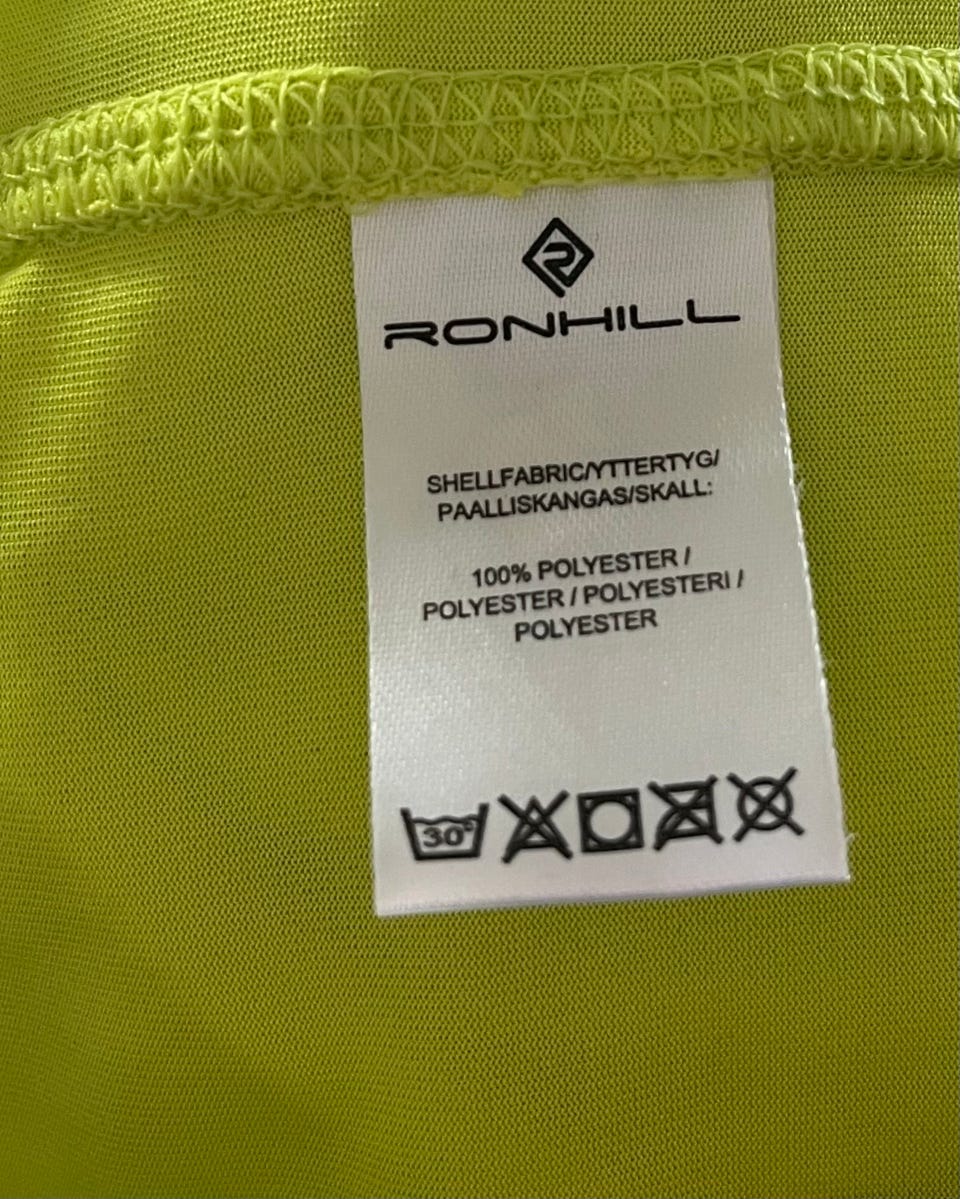 RONHILL
SHELLFABRIC/YTTERTYG/
PAALLISKANGAS/SKALL:
100% POLYESTER /
POLYESTER / POLYESTERI /
POLYESTER
30°